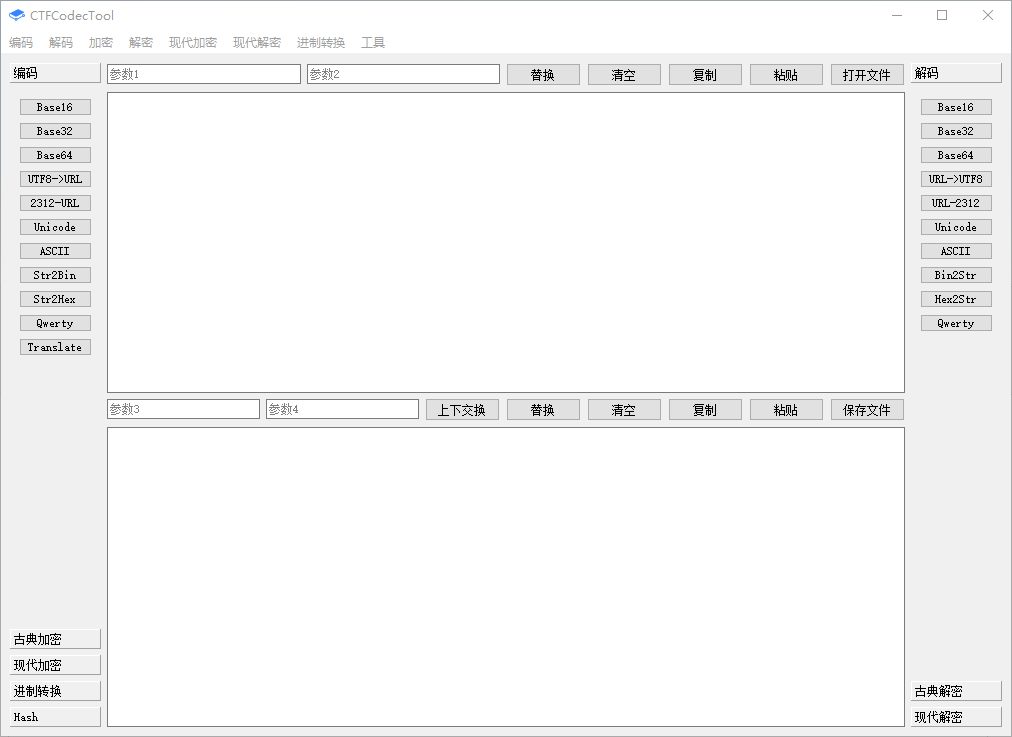 CTFCodecTool
编码 解码 加密 解密 现代加密 现代解密 进制转换 工具
编码 参数1 参数2 替换 清空 复制 粘贴 打开文件 解码
Base16 Base16
Base32 Base32
Base64 Base64
UTF8->URL URL->UTF8
2312-URL URL-2312
Unicode Unicode
ASCII ASCII
Str2Bin Bin2Str
Str2Hex Hex2Str
Qwerty Qwerty
Translate
参数3 参数4 上下交换 替换 清空 复制 粘贴 保存文件
古典加密
现代加密
进制转换 古典解密
Hash 现代解密